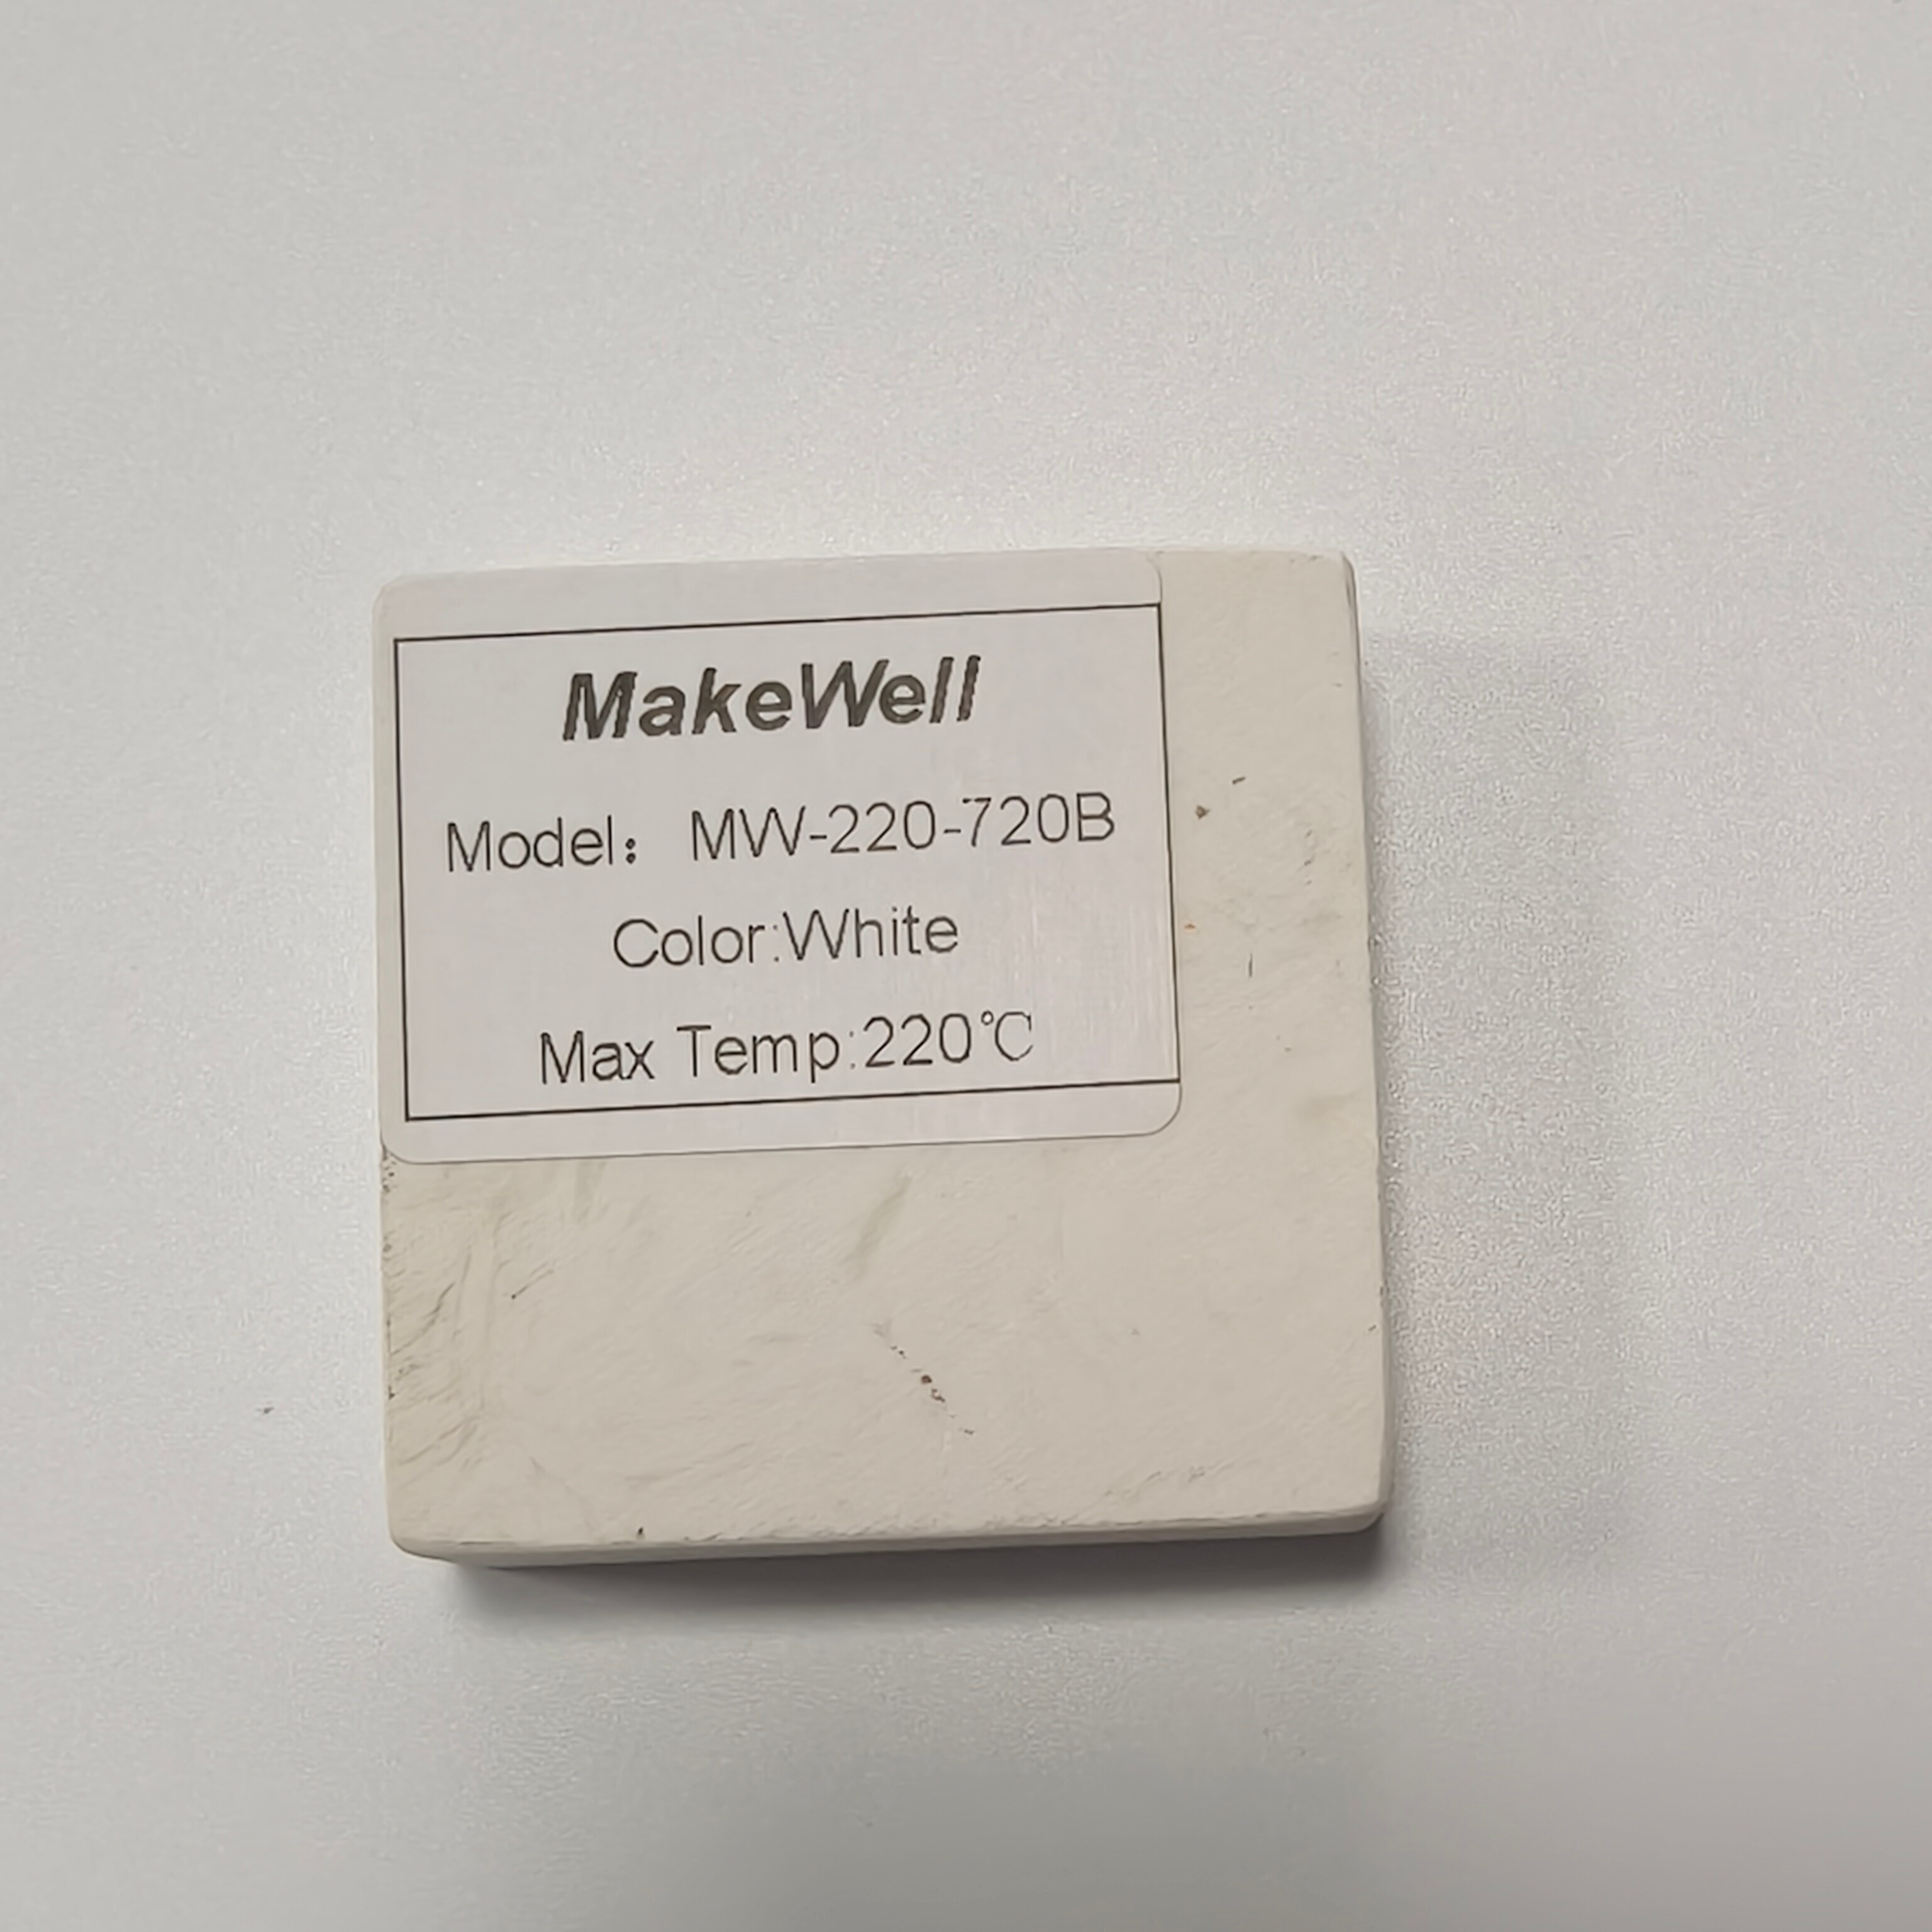 MakeWell
Model： MW-220-720B
Color:White
Max Temp:220℃